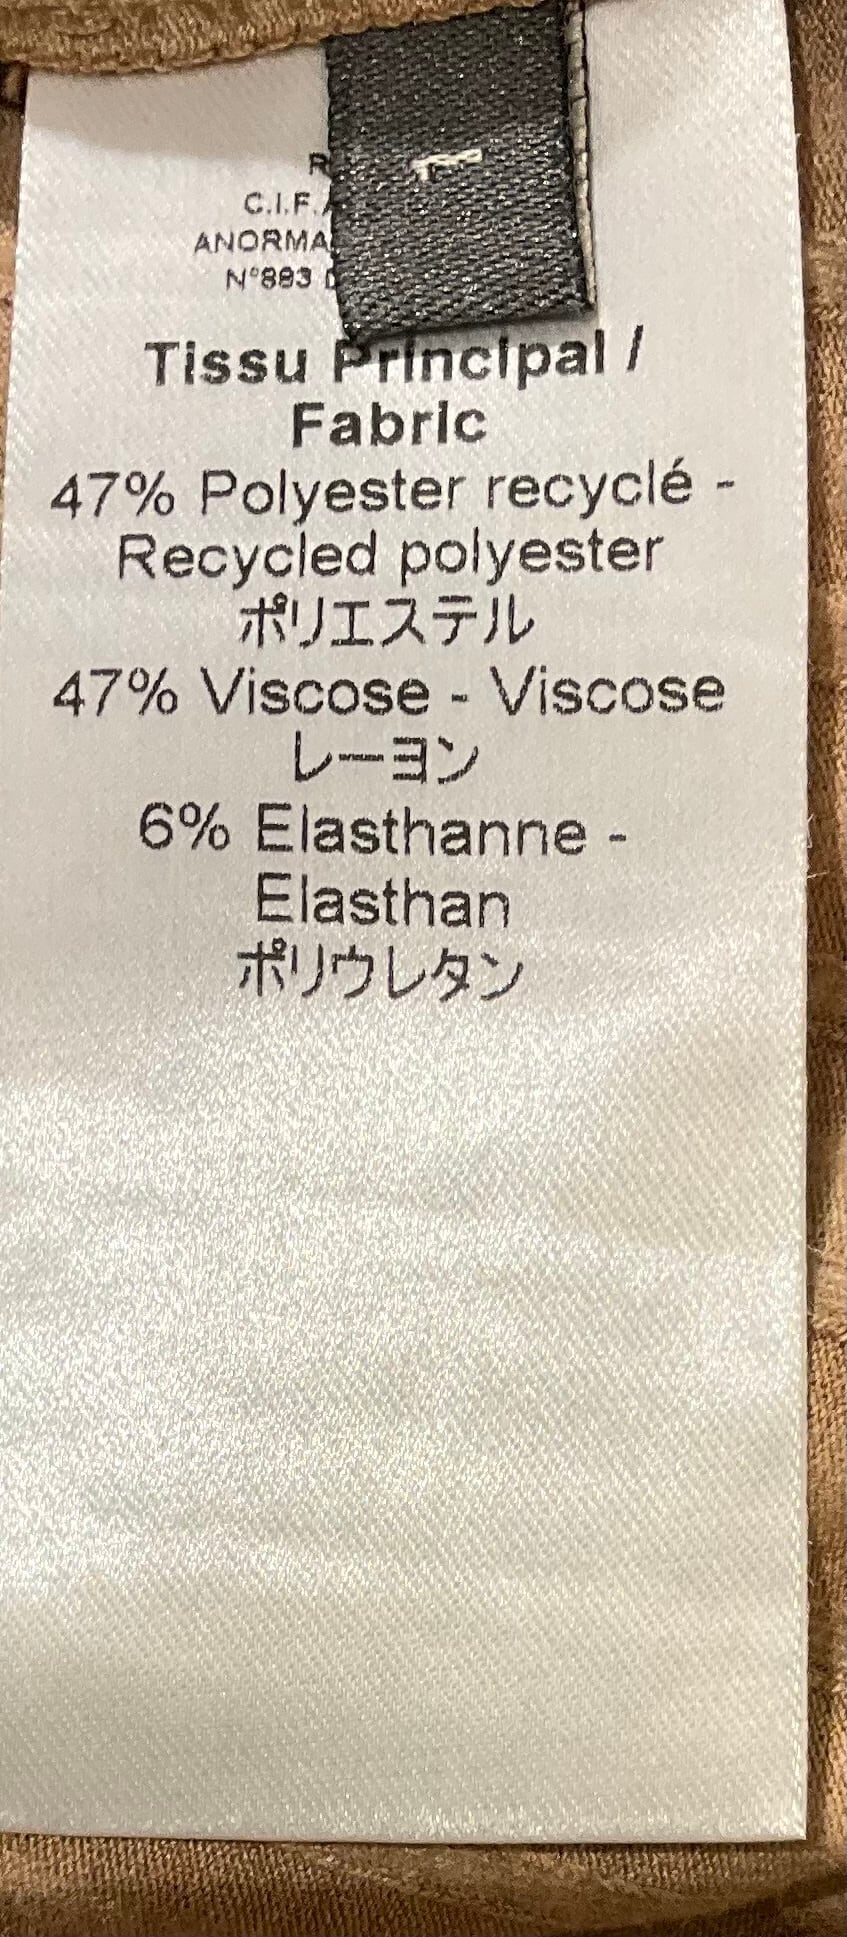 1
C.I.F.
N°893
Tissu Principal /
Fabric
47% Polyester recyclé -
Recycled polyester
ポリエステル
47% Viscose - Viscose
レーヨン
6% Elasthanne -
Elasthan
ポリウレタン